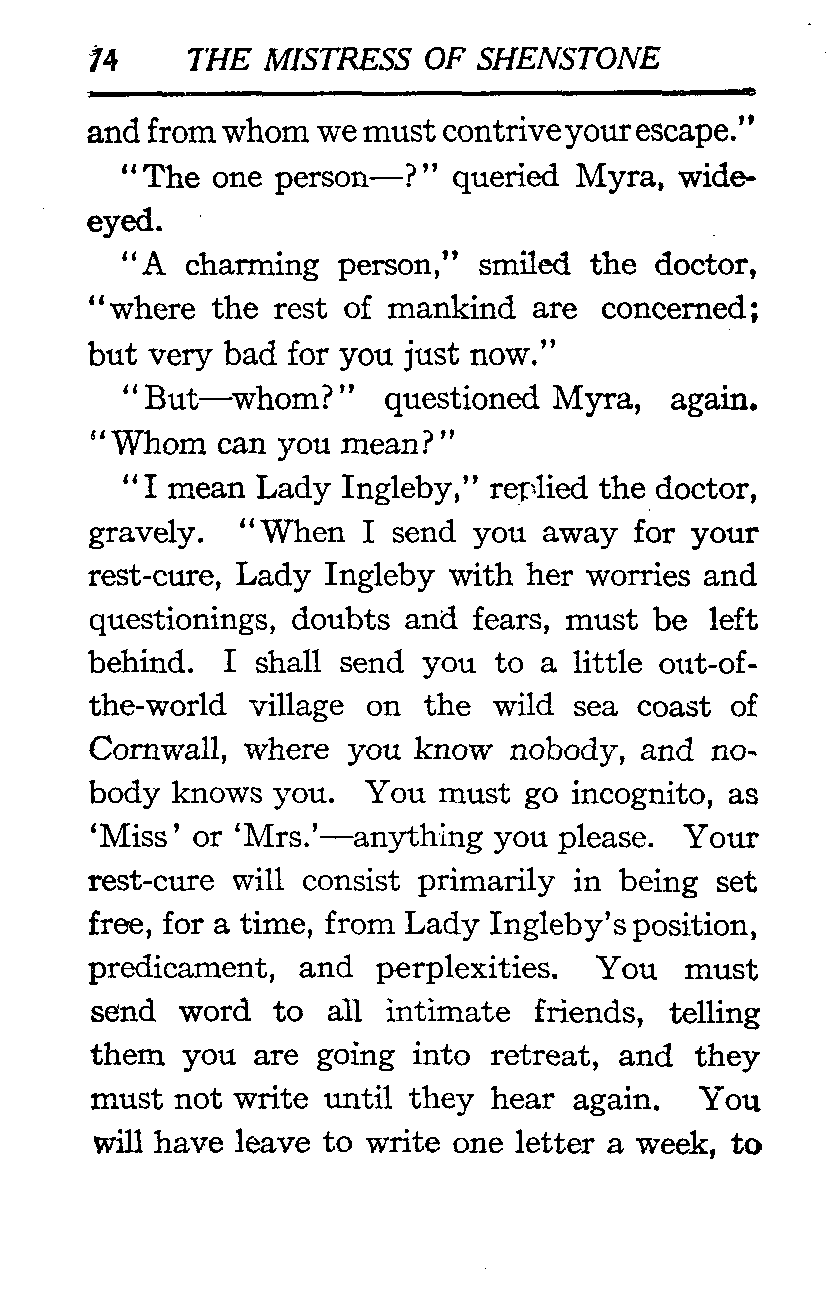 74 THE MISTRESS OF SHENSTONE
and from whom we must contrive your escape."
"The one person—?" queried Myra, wide-
eyed.
"A charming person," smiled the doctor,
"where the rest of mankind are concerned;
but very bad for you just now."
"But—whom?" questioned Myra, again.
"Whom can you mean?"
"I mean Lady Ingleby," replied the doctor,
gravely. "When I send you away for your
rest-cure, Lady Ingleby with her worries and
questionings, doubts and fears, must be left
behind. I shall send you to a little out-of-
the-world village on the wild sea coast of
Cornwall, where you know nobody, and no-
body knows you. You must go incognito, as
'Miss' or 'Mrs.'—anything you please. Your
rest-cure will consist primarily in being set
free, for a time, from Lady Ingleby's position,
predicament, and perplexities. You must
send word to all intimate friends, telling
them you are going into retreat, and they
must not write until they hear again. You
will have leave to write one letter a week, to